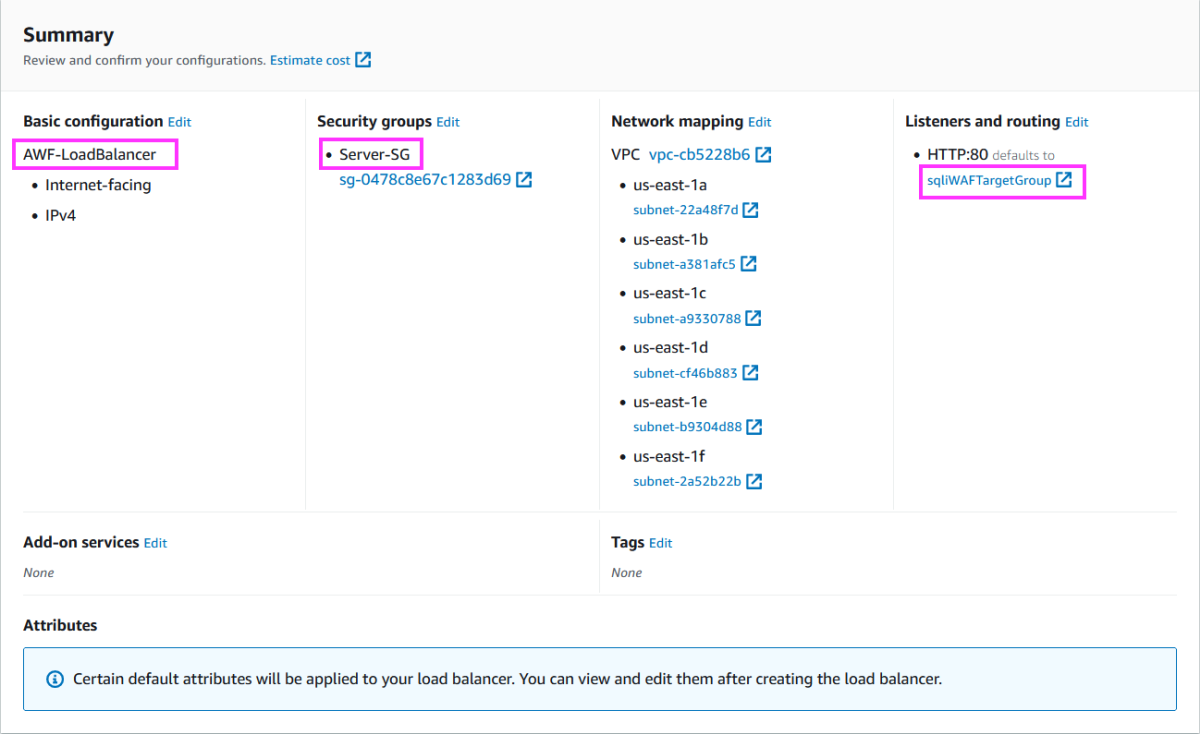 Summary
Review and confirm your configurations. Estimate cost
Basic configuration Edit
AWF-LoadBalancer
• Internet-facing
• IPv4
Security groups Edit
• Server-SG
sg-0478c8e67c1283d69
Network mapping Edit
VPC vpc-cb5228b6
• us-east-1a
subnet-22a48f7d
• us-east-1b
subnet-a381afc5
• us-east-1c
subnet-a9330788
• us-east-1d
subnet-cf46b883
• us-east-1e
subnet-b9304d88
• us-east-1f
subnet-2a52b22b
Listeners and routing Edit
• HTTP:80 defaults to
sqliWAFTargetGroup
Add-on services Edit
None
Tags Edit
None
Attributes
Certain default attributes will be applied to your load balancer. You can view and edit them after creating the load balancer.